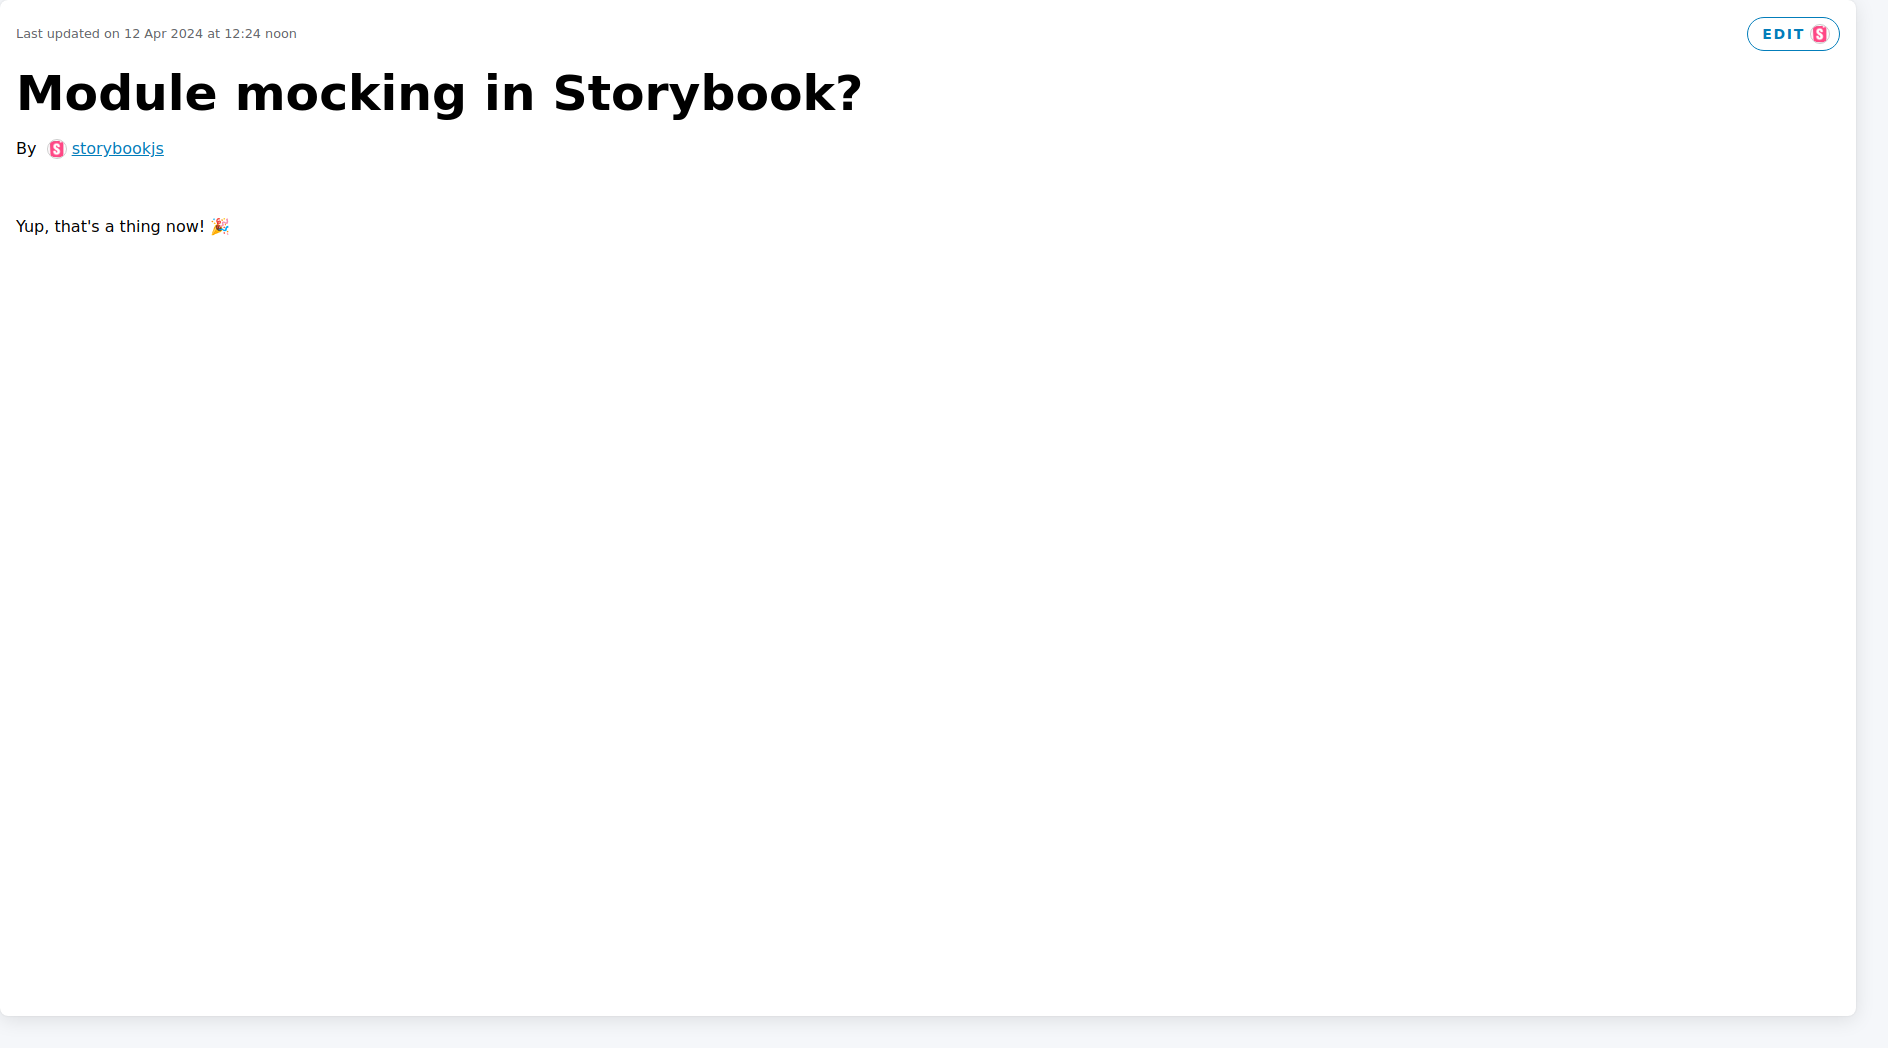 Last updated on 12 Apr 2024 at 12:24 noon
EDIT
Module mocking in Storybook?
By storybookjs
Yup, that's a thing now! 🎉